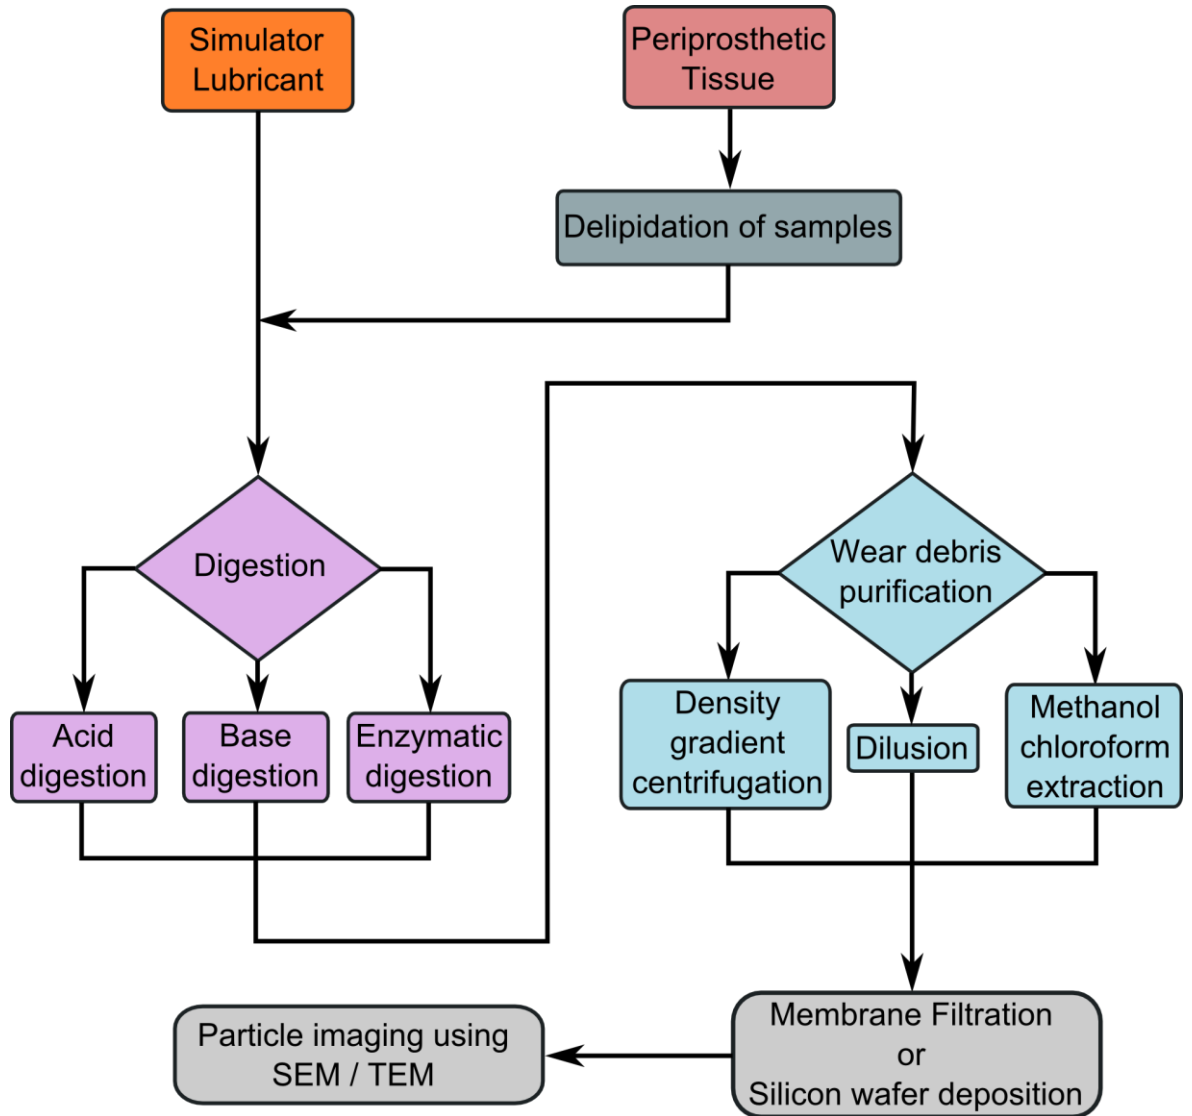 Simulator
Lubricant
Periprosthetic
Tissue
Delipidation of samples
Digestion
Acid
digestion
Base
digestion
Enzymatic
digestion
Wear debris
purification
Density
gradient
centrifugation
Dilusion
Methanol
chloroform
extraction
Membrane Filtration
or
Silicon wafer deposition
Particle imaging using
SEM / TEM